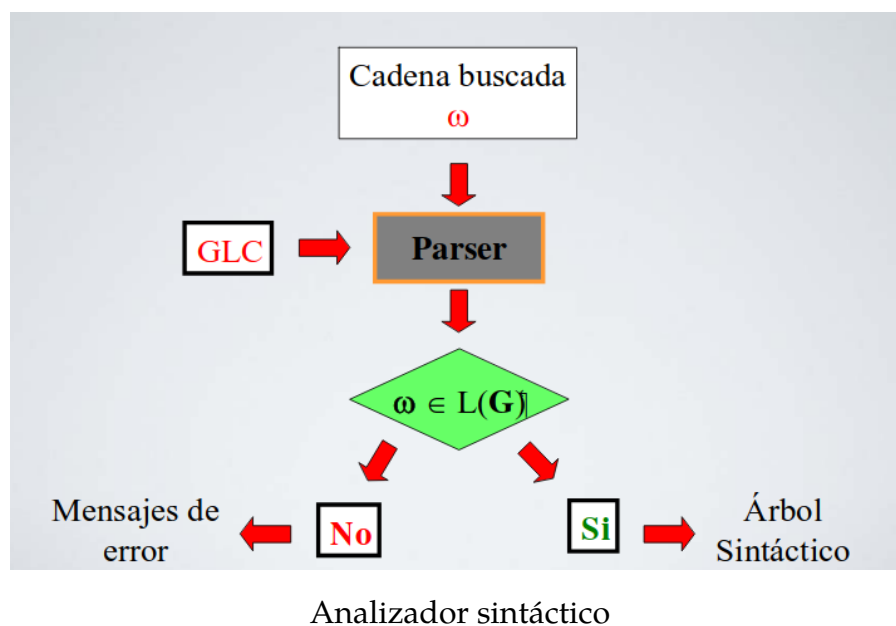 Cadena buscada
ω
GLC
Parser
ω ∈ L(G)
Mensajes de
error
No
Si
Árbol
Sintáctico
Analizador sintáctico